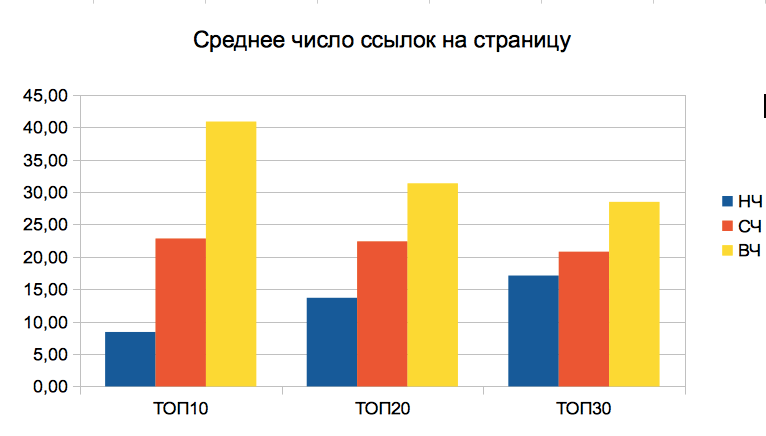 Среднее число ссылок на страницу
45,00
40,00
35,00
30,00
25,00
20,00
15,00
10,00
5,00
0,00
ТОП10
ТОП20
ТОП30
НЧ
СЧ
ВЧ